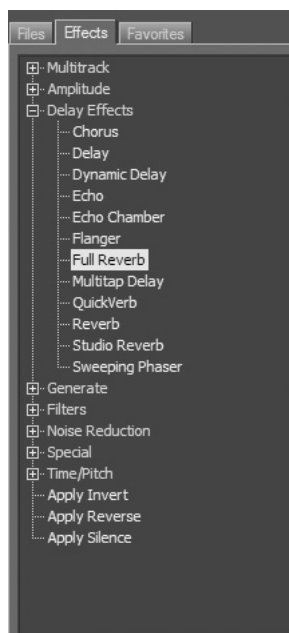 Files Effects Favorites
Multitrack
Amplitude
Delay Effects
Chorus
Delay
Dynamic Delay
Echo
Echo Chamber
Flanger
Full Reverb
Multitap Delay
QuickVerb
Reverb
Studio Reverb
Sweeping Phaser
Generate
Filters
Noise Reduction
Special
Time/Pitch
Apply Invert
Apply Reverse
Apply Silence